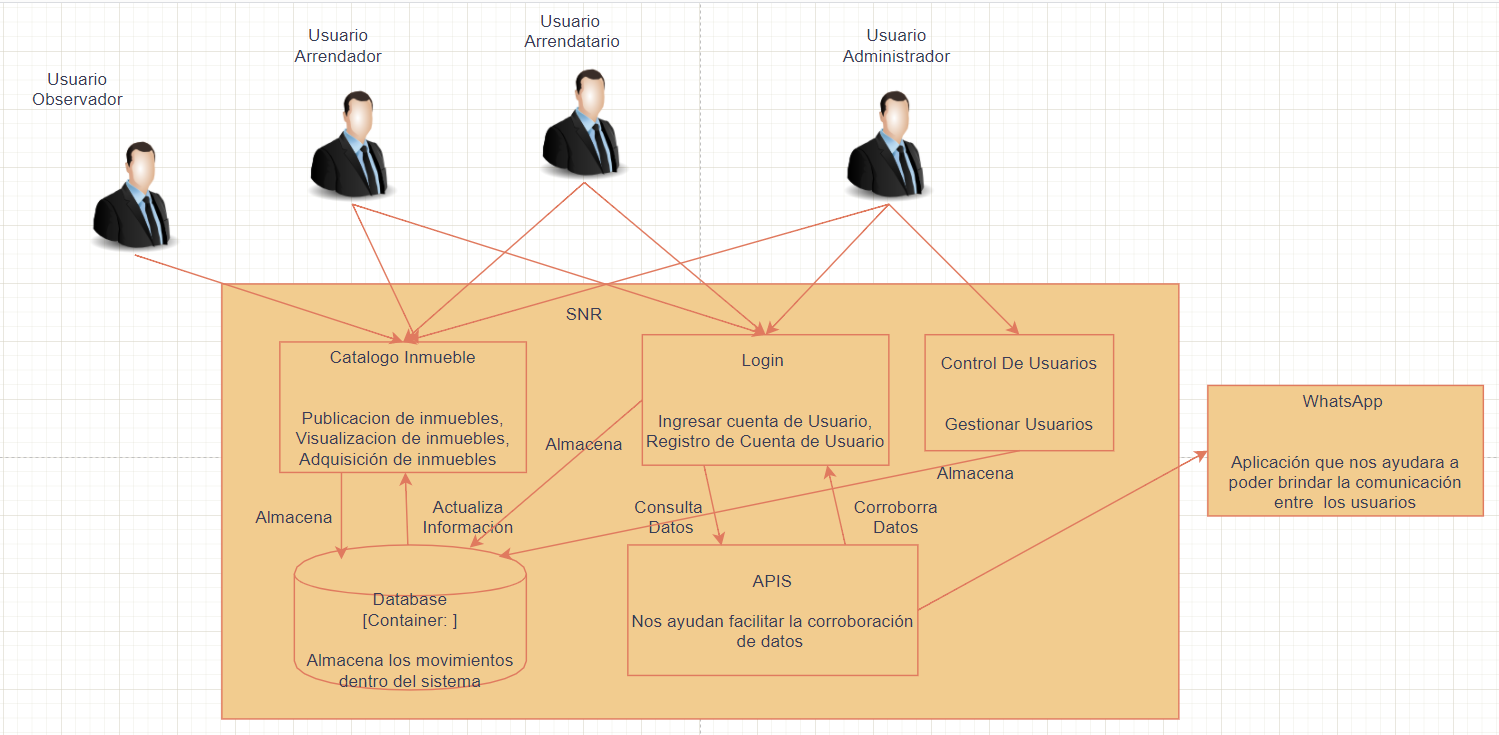 Usuario
Observador
Usuario
Arrendador
Usuario
Arrendatario
Usuario
Administrador
SNR
Catalogo Inmueble
Publicacion de inmuebles,
Visualizacion de inmuebles,
Adquisición de inmuebles
Login
Ingresar cuenta de Usuario,
Registro de Cuenta de Usuario
Control De Usuarios
Gestionar Usuarios
WhatsApp
Aplicación que nos ayudara a
poder brindar la comunicación
entre los usuarios
Almacena
Almacena
Almacena
Actualiza
Información
Consulta
Datos
Corroborra
Datos
Database
[Container: ]
Almacena los movimientos
dentro del sistema
APIS
Nos ayudan facilitar la corroboración
de datos